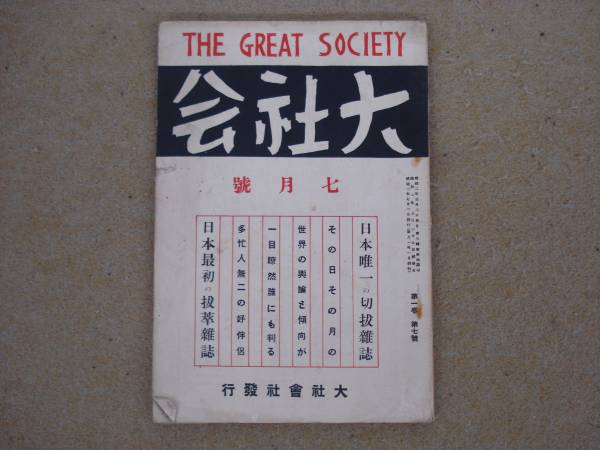 THE GREAT SOCIETY
大社会
七月號
第一卷 第七號
日本唯一の切拔雜誌
その日その月の
世界の輿論と傾向が
一目瞭然誰にも判る
多忙人無二の好伴侶
日本最初の拔萃雜誌
大社會社發行